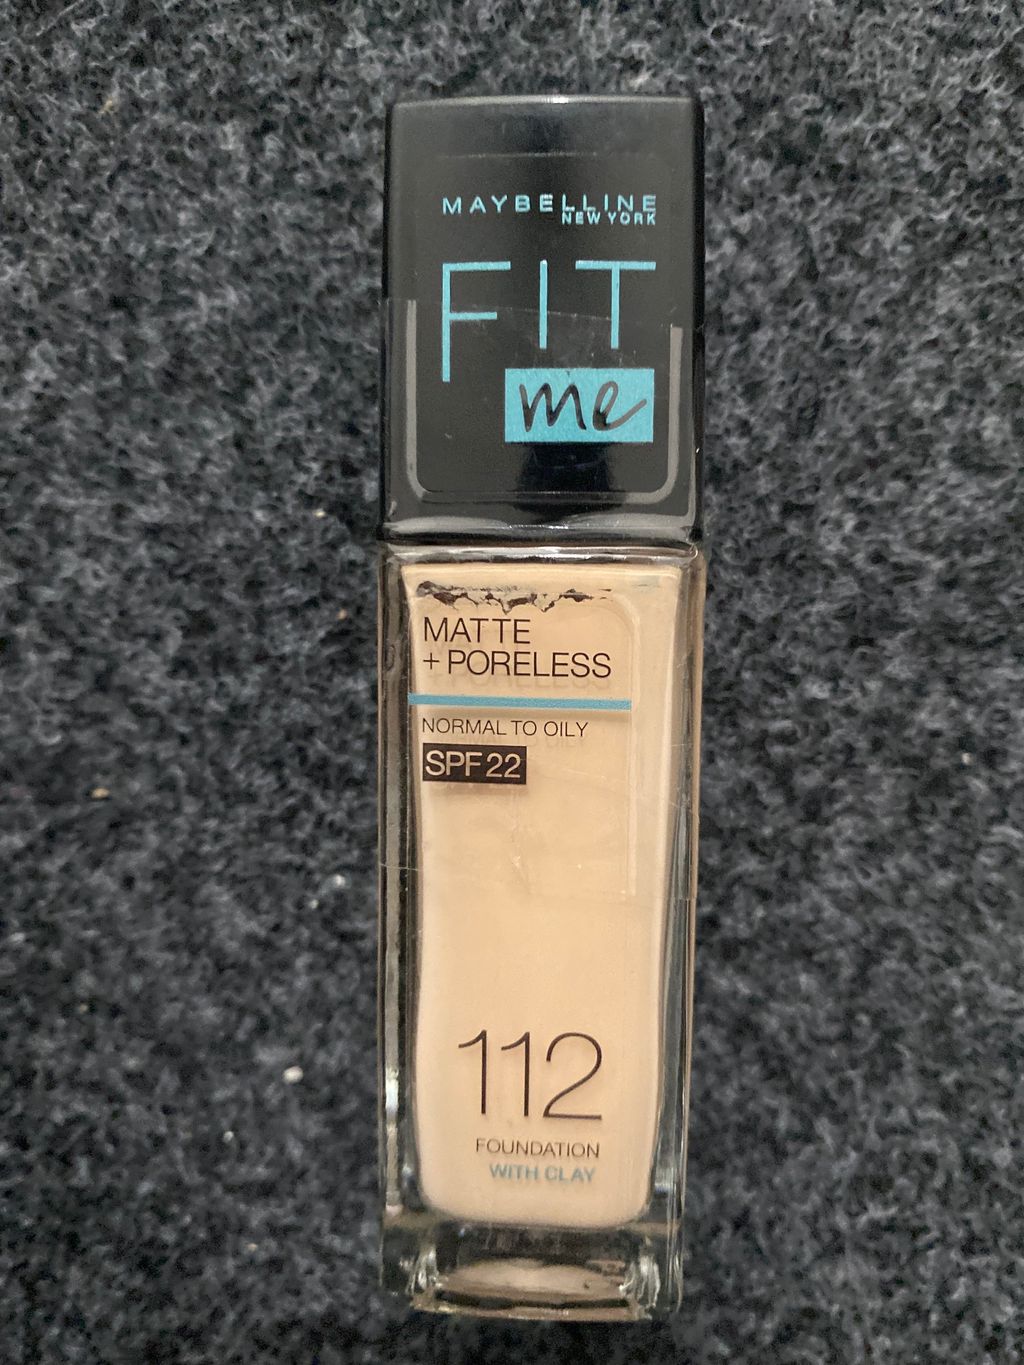 MAYBELLINE
NEW YORK
FIT
me
MATTE
+ PORELESS
NORMAL TO OILY
SPF 22
112
FOUNDATION
WITH CLAY